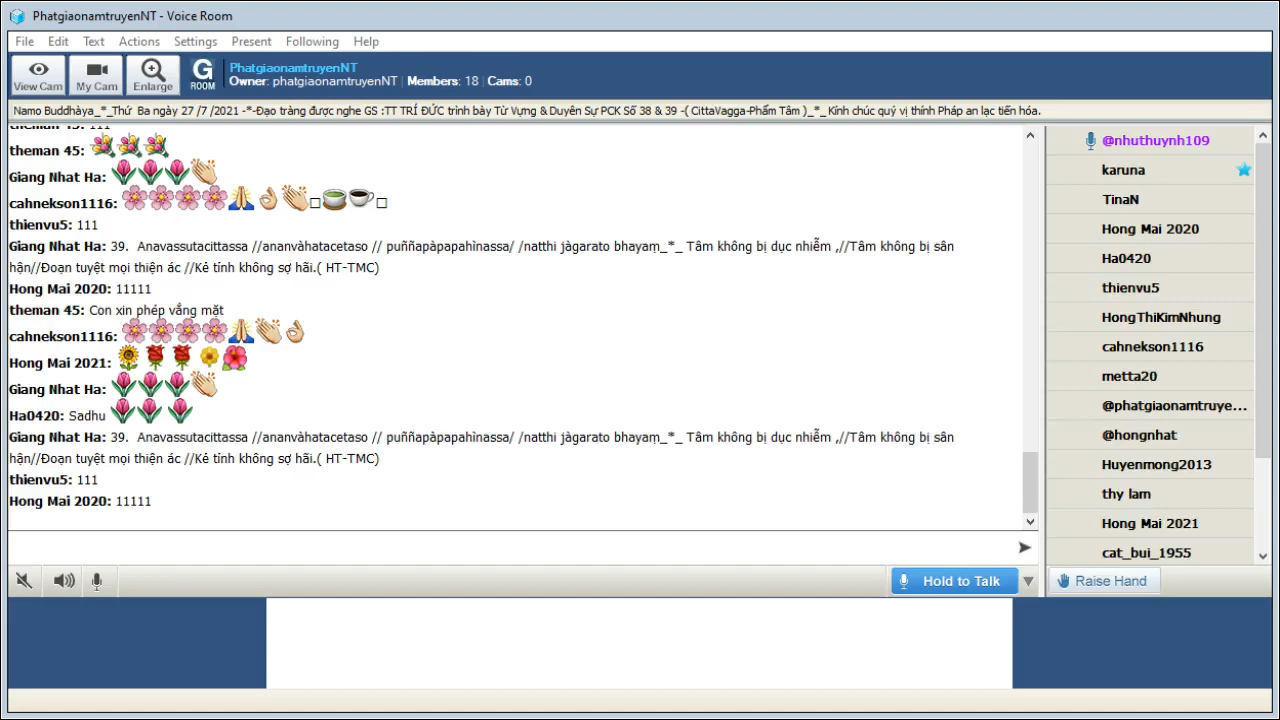 PhatgiaonamtruyenNT - Voice Room
File Edit Text Actions Settings Present Following Help
View Cam My Cam Enlarge G ROOM
PhatgiaonamtruyenNT
Owner: phatgiaonamtruyenNT Members: 18 Cams: 0
Namo Buddhàya_*_Thứ Ba ngày 27 /7 /2021 -*-Đạo tràng được nghe GS :TT TRÍ ĐỨC trình bày Từ Vựng & Duyên Sự PCK Số 38 & 39 -( CittaVagga-Phẩm Tâm )_*_ Kính chúc quý vị thính Pháp an lạc tiến hóa.
theman 45: 111
theman 45:
Giang Nhat Ha:
cahnekson1116:
thienvu5: 111
Giang Nhat Ha: 39. Anavassutacittassa //ananvàhatacetaso // puññapàpapahìnassa/ /natthi jàgarato bhayaṃ_*_ Tâm không bị dục nhiễm ,//Tâm không bị sân
hận//Đoạn tuyệt mọi thiện ác //Kẻ tỉnh không sợ hãi.( HT-TMC)
Hong Mai 2020: 11111
theman 45: Con xin phép vắng mặt
cahnekson1116:
Hong Mai 2021:
Giang Nhat Ha:
Ha0420: Sadhu
Giang Nhat Ha: 39. Anavassutacittassa //ananvàhatacetaso // puññapàpapahìnassa/ /natthi jàgarato bhayaṃ_*_ Tâm không bị dục nhiễm ,//Tâm không bị sân
hận//Đoạn tuyệt mọi thiện ác //Kẻ tỉnh không sợ hãi.( HT-TMC)
thienvu5: 111
Hong Mai 2020: 11111
Hold to Talk
@nhuthuynh109
karuna
TinaN
Hong Mai 2020
Ha0420
thienvu5
HongThiKimNhung
cahnekson1116
metta20
@phatgiaonamtruye...
@hongnhat
Huyenmong2013
thy lam
Hong Mai 2021
cat_bui_1955
Raise Hand